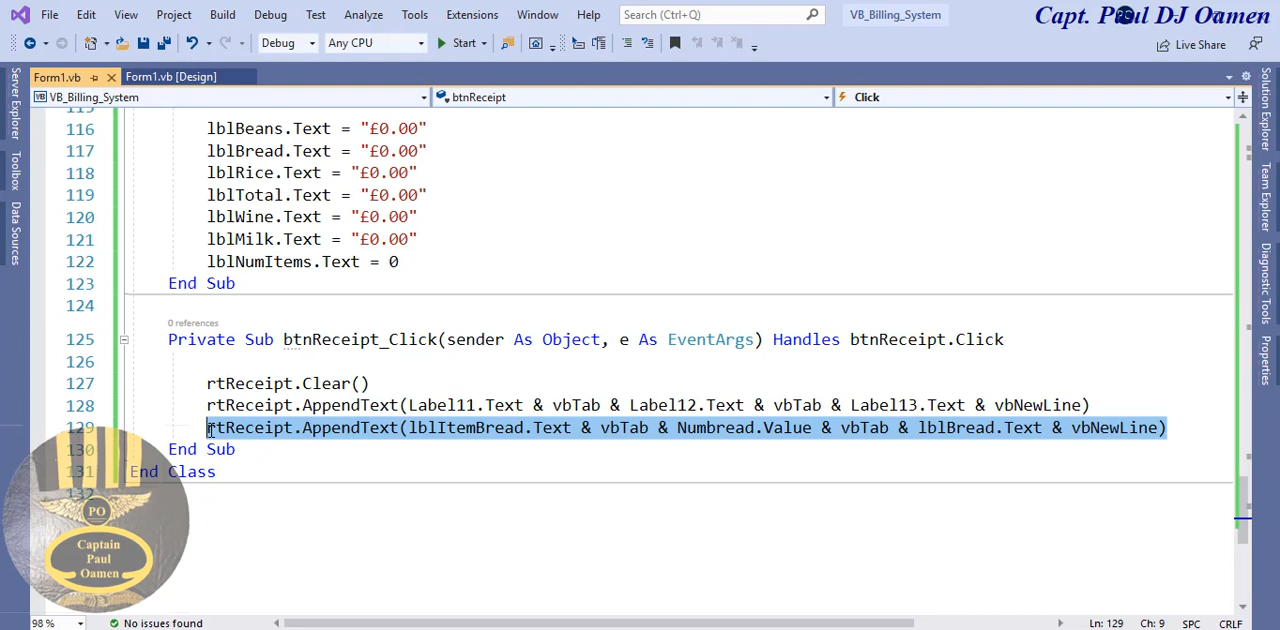 File Edit View Project Build Debug Test Analyze Tools Extensions Window Help Search (Ctrl+Q) VB_Billing_System Capt. Paul DJ Oamen
Debug Any CPU Start Live Share
Form1.vb Form1.vb [Design]
VB_Billing_System btnReceipt Click
Server Explorer
Toolbox
Data Sources
115
116 lblBeans.Text = "£0.00"
117 lblBread.Text = "£0.00"
118 lblRice.Text = "£0.00"
119 lblTotal.Text = "£0.00"
120 lblWine.Text = "£0.00"
121 lblMilk.Text = "£0.00"
122 lblNumItems.Text = 0
123 End Sub
124
0 references
125 Private Sub btnReceipt_Click(sender As Object, e As EventArgs) Handles btnReceipt.Click
126
127 rtReceipt.Clear()
128 rtReceipt.AppendText(Label11.Text & vbTab & Label12.Text & vbTab & Label13.Text & vbNewLine)
129 rtReceipt.AppendText(lblItemBread.Text & vbTab & Numbread.Value & vbTab & lblBread.Text & vbNewLine)
130 End Sub
131 End Class
132
PO
Captain
Paul
Oamen
Solution Explorer
Team Explorer
Diagnostic Tools
Properties
98 % No issues found Ln: 129 Ch: 9 SPC CRLF